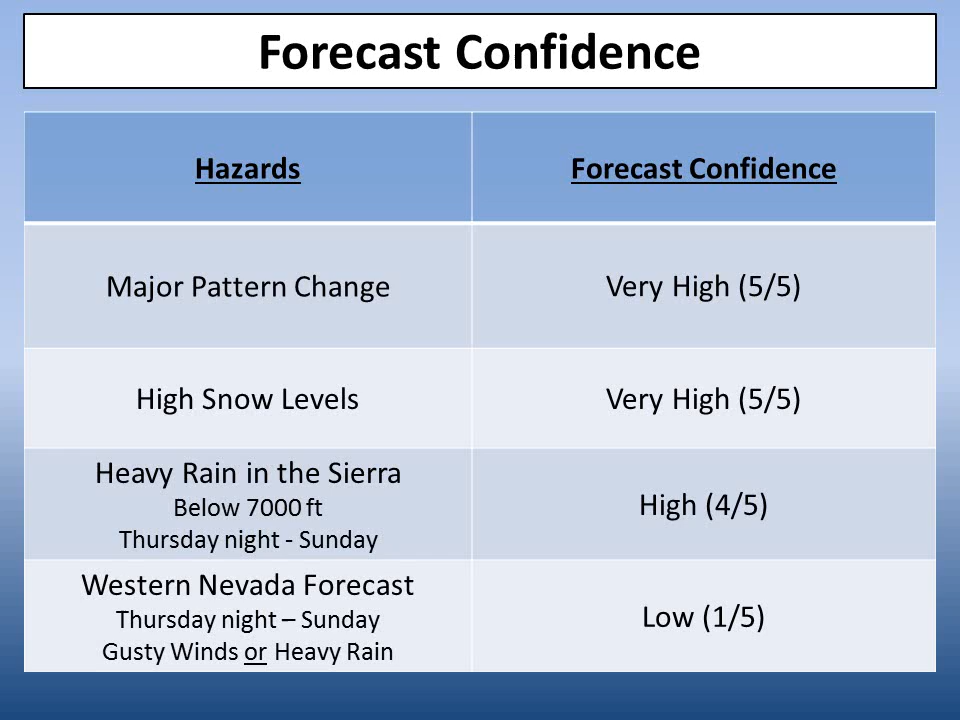 Forecast Confidence
Hazards
Forecast Confidence
Major Pattern Change
Very High (5/5)
High Snow Levels
Very High (5/5)
Heavy Rain in the Sierra
Below 7000 ft
Thursday night - Sunday
High (4/5)
Western Nevada Forecast
Thursday night – Sunday
Gusty Winds or Heavy Rain
Low (1/5)